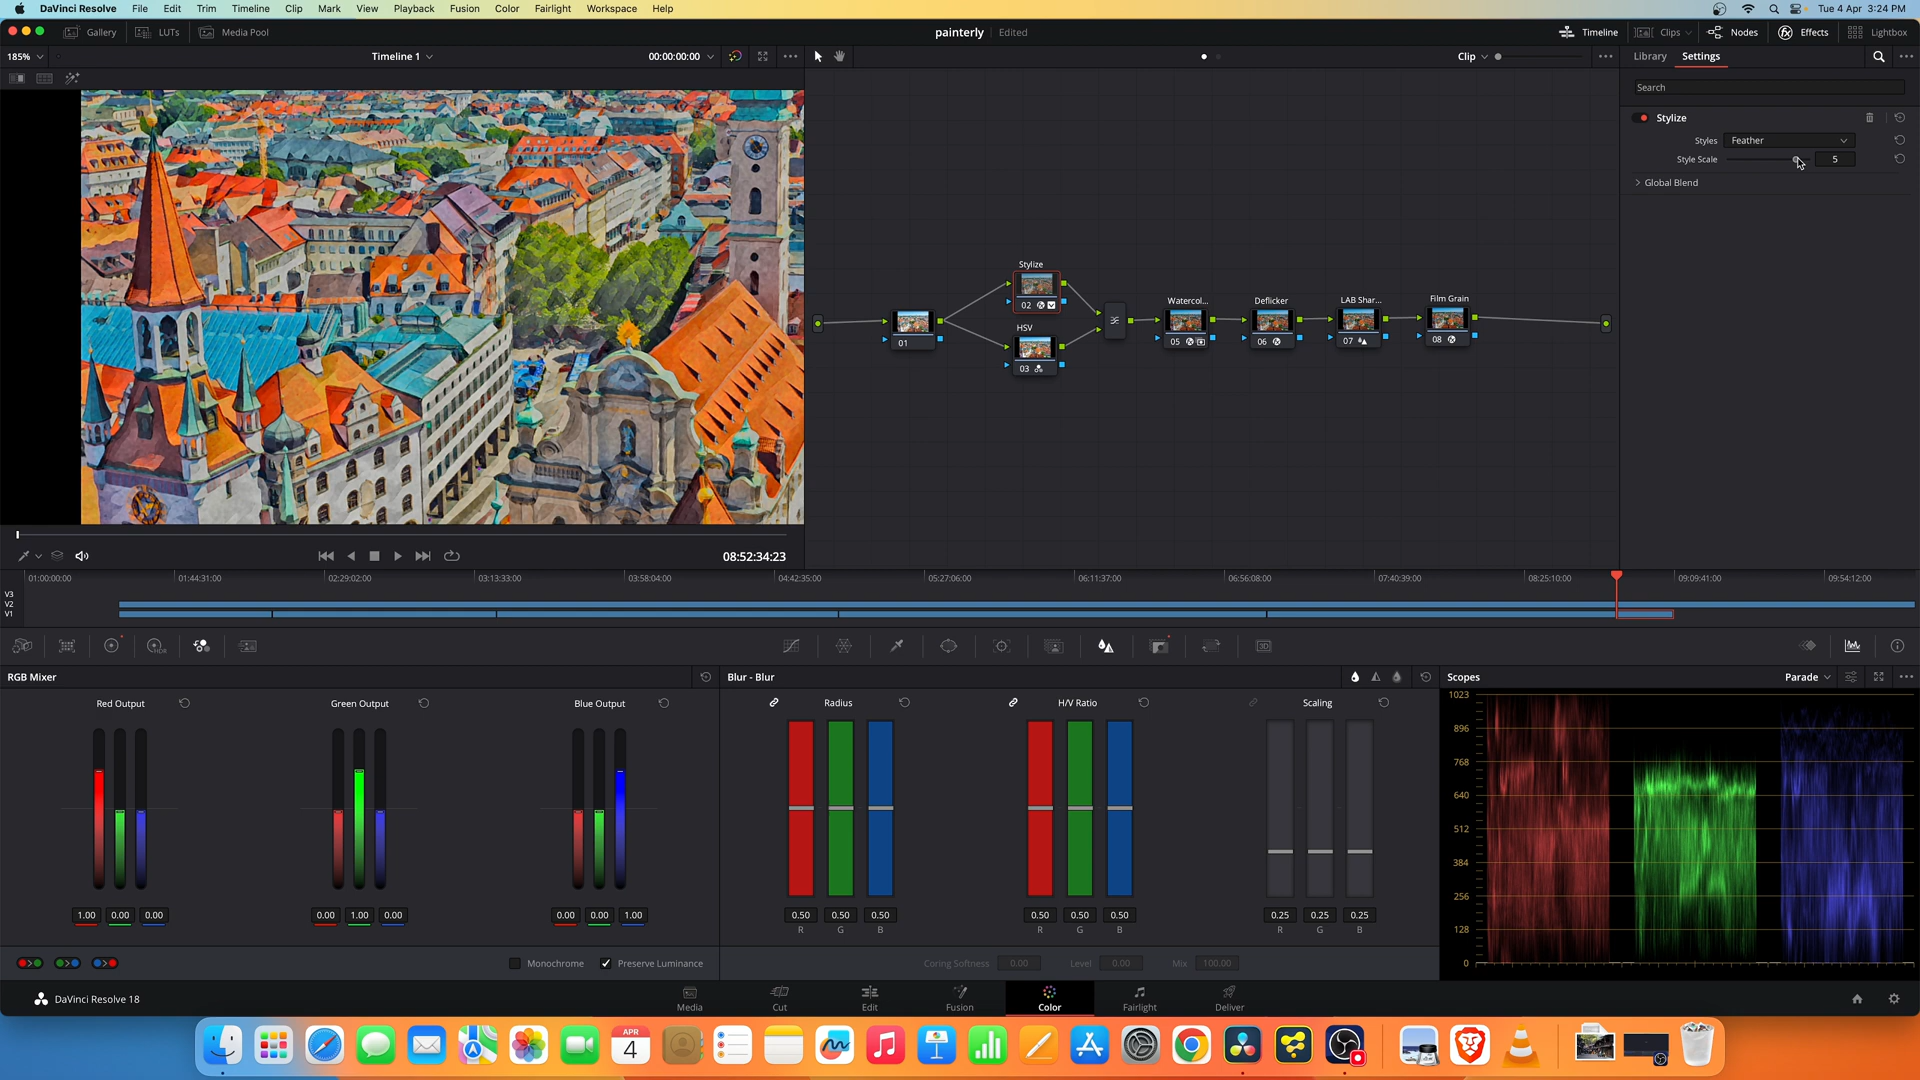 DaVinci Resolve File Edit Trim Timeline Clip Mark View Playback Fusion Color Fairlight Workspace Help Tue 4 Apr 3:24 PM
Gallery LUTs Media Pool painterly Edited Timeline Clips Nodes Effects Lightbox
185% Timeline 1 00:00:00:00 Clip Library Settings
Search
Stylize
Styles Feather
Style Scale 5
Global Blend
Stylize
02
HSV
03
01
Watercol...
05
Deflicker
06
LAB Shar...
07
Film Grain
08
08:52:34:23
01:00:00:00 01:44:31:00 02:29:02:00 03:13:33:00 03:58:04:00 04:42:35:00 05:27:06:00 06:11:37:00 06:56:08:00 07:40:39:00 08:25:10:00 09:09:41:00 09:54:12:00
V3
V2
V1
HDR 3D
RGB Mixer Blur - Blur Scopes Parade
Red Output Green Output Blue Output Radius H/V Ratio Scaling
1023
896
768
640
512
384
256
128
0
1.00 0.00 0.00 0.00 1.00 0.00 0.00 0.00 1.00 0.50 0.50 0.50 0.50 0.50 0.50 0.25 0.25 0.25
R G B R G B R G B
Monochrome Preserve Luminance Coring Softness 0.00 Level 0.00 Mix 100.00
DaVinci Resolve 18 Media Cut Edit Fusion Color Fairlight Deliver
APR
4